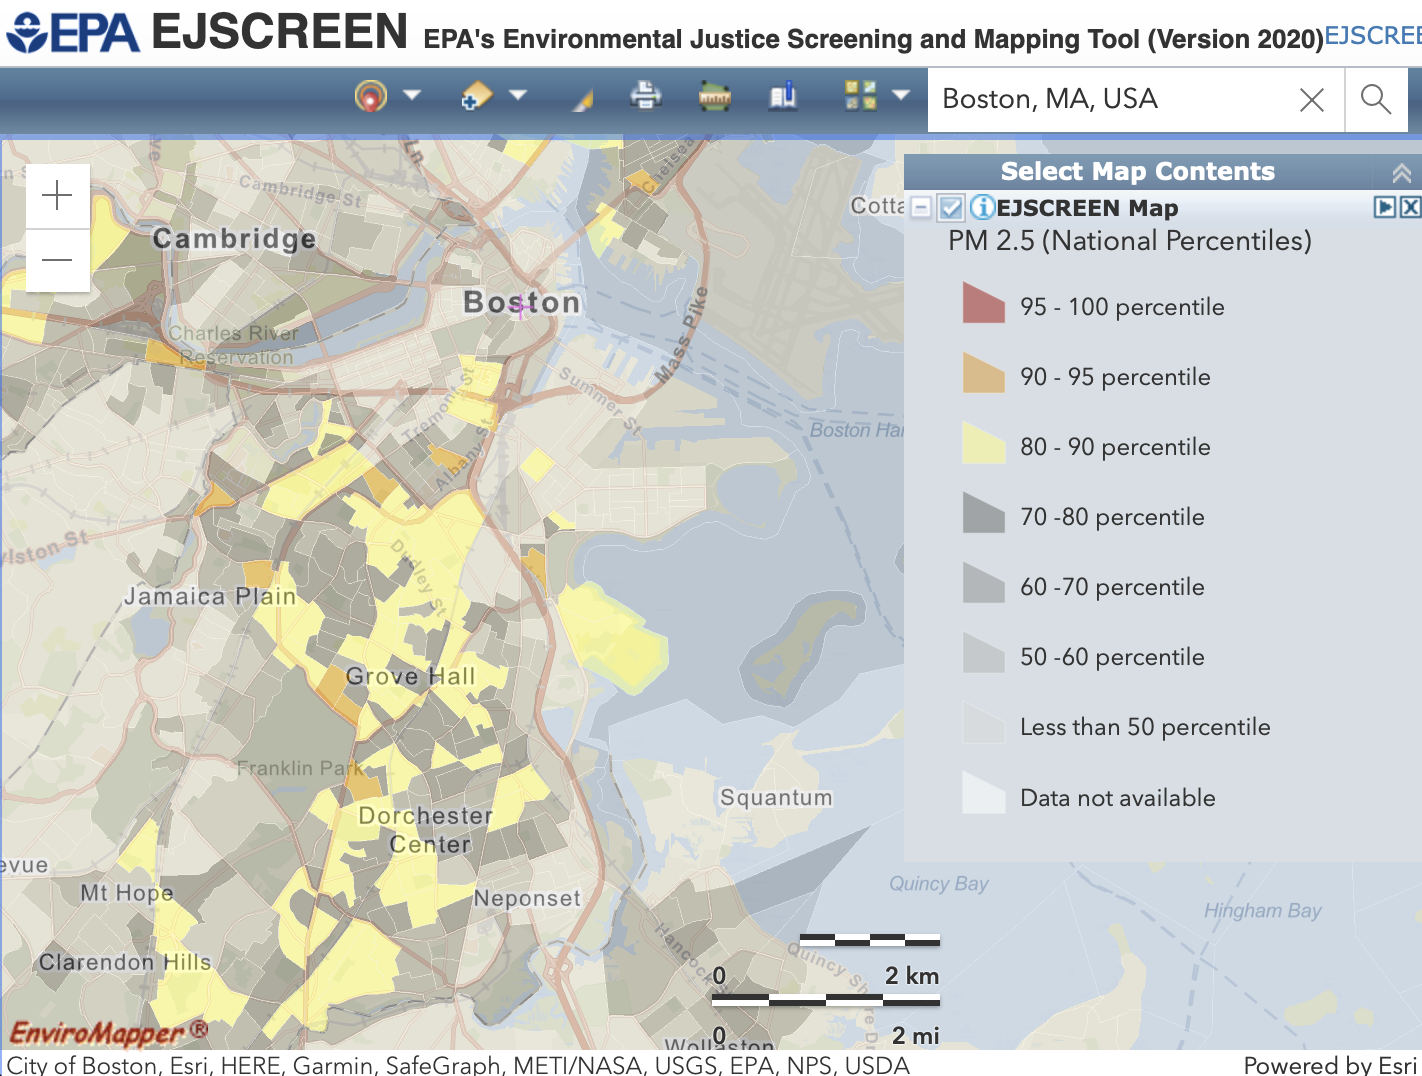 EPA EJSCREEN EPA's Environmental Justice Screening and Mapping Tool (Version 2020) EJSCREE
Boston, MA, USA
Select Map Contents
EJSCREEN Map
PM 2.5 (National Percentiles)
95 - 100 percentile
90 - 95 percentile
80 - 90 percentile
70 -80 percentile
60 -70 percentile
50 -60 percentile
Less than 50 percentile
Data not available
Ln
Chelsea
Cambridge St
Cotta
Cambridge
Boston
Charles River
Reservation
Mass Pike
Tremont St
Summer St
Boston Har
Albany St
ylston St
Dudley St
Jamaica Plain
Grove Hall
Franklin Park
Squantum
Dorchester
Center
evue
Mt Hope
Neponset
Quincy Bay
Hingham Bay
Clarendon Hills
Hancock S
Quincy Sh
re D
0 2 km
0 2 mi
EnviroMapper ®
Wollaston
City of Boston, Esri, HERE, Garmin, SafeGraph, METI/NASA, USGS, EPA, NPS, USDA
Powered by Esri